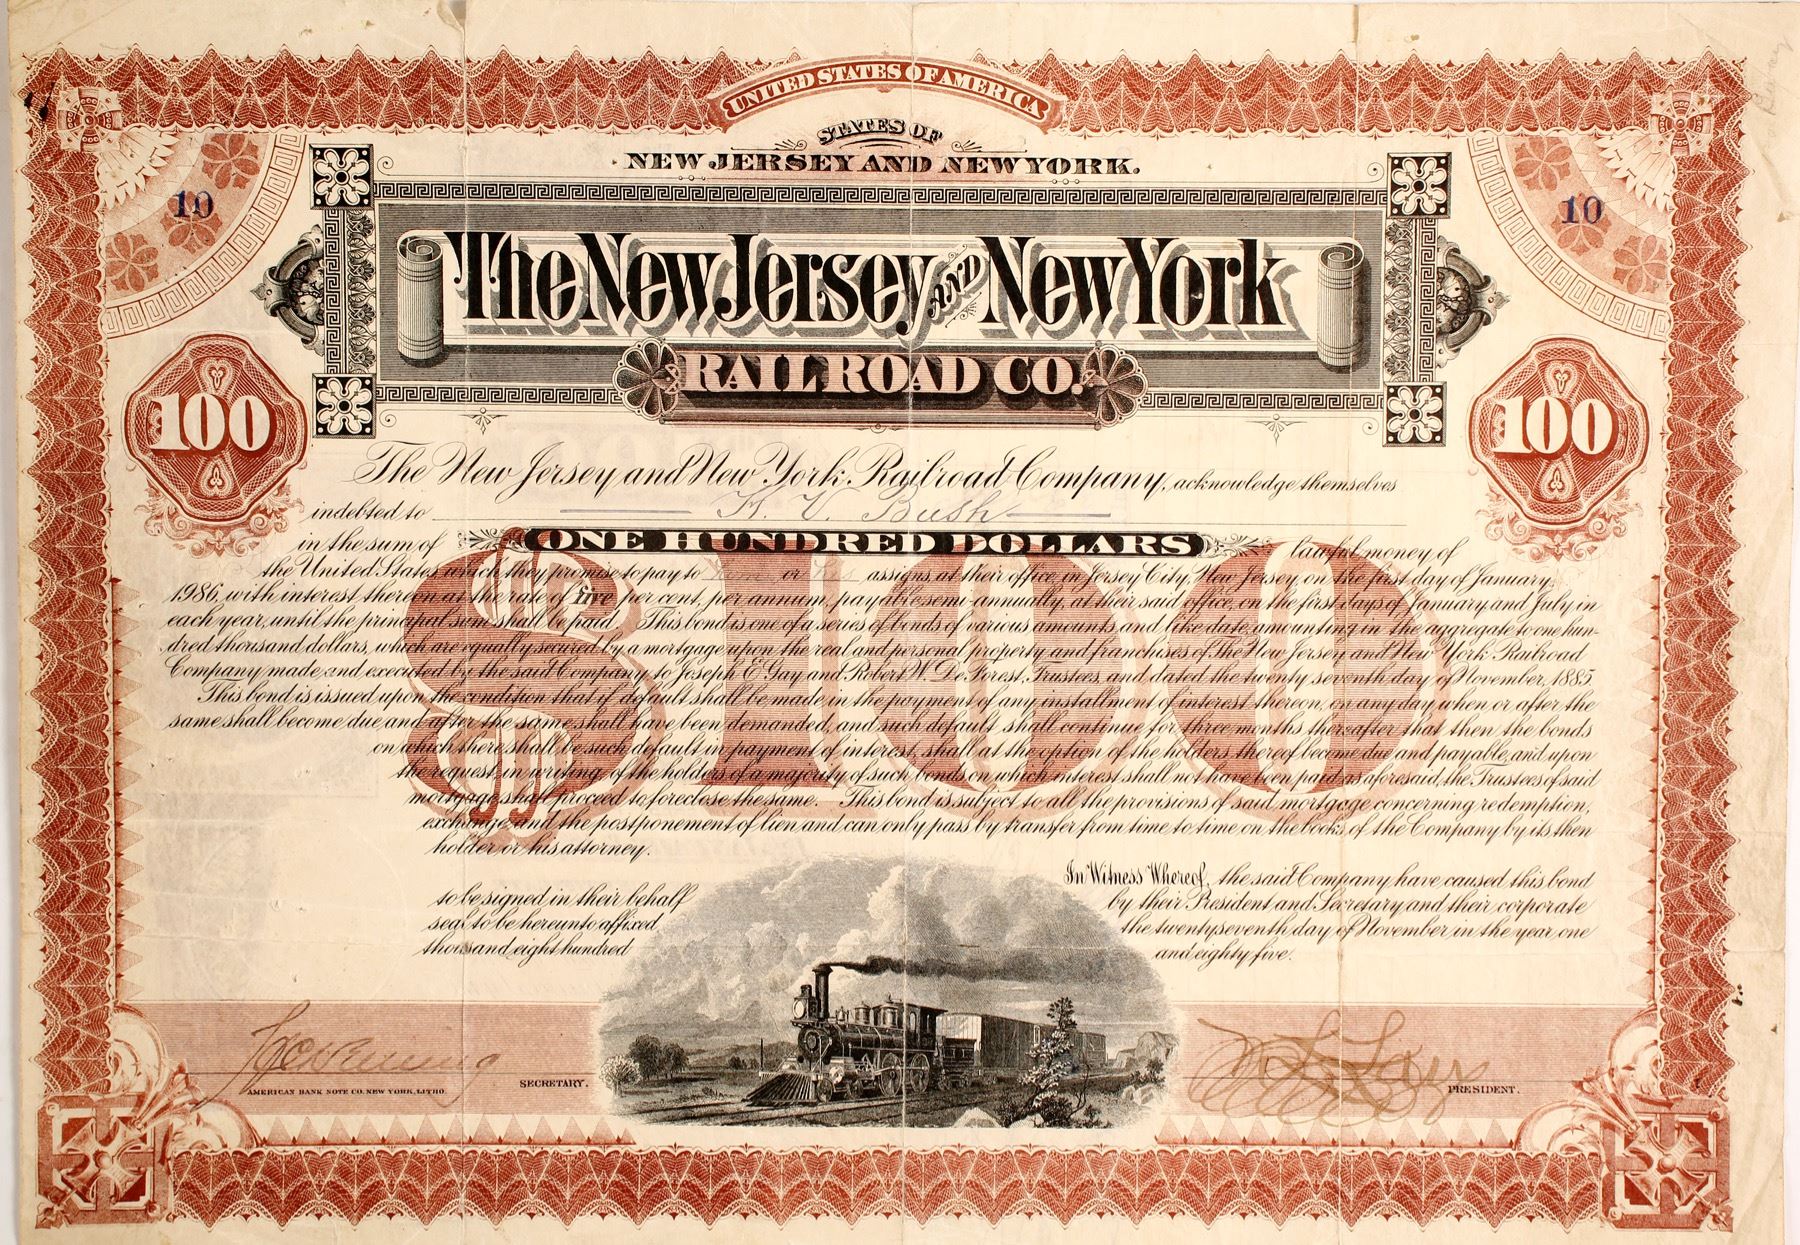 UNITED STATES OF AMERICA
STATES OF
NEW JERSEY AND NEW YORK.
10
10
The New Jersey AND New York
RAILROAD CO.
100
100
The New Jersey and New York Railroad Company, acknowledge themselves
indebted to H. V. Bush
in the sum of ONE HUNDRED DOLLARS lawful money of
the United States which they promise to pay to him or his assigns at their office, in Jersey City, New Jersey, on the first day of January,
1986, with interest thereon at the rate of five per cent, per annum, payable semi-annually, at their said office, on the first days of January and July, in
each year, until the principal sum shall be paid. This bond is one of a series of bonds of various amounts, and like date, amounting in the aggregate to one hun-
dred thousand dollars, which are equally secured by a mortgage upon the real and personal property and franchises of The New Jersey and New York Railroad
Company made and executed by the said Company to Joseph E. Gay and Robert W. De Forest, Trustees, and dated the twenty seventh day of November, 1885.
This bond is issued upon the condition that if default shall be made, in the payment of any installment of interest thereon, on any day when or after the
same shall become due, and after the same shall have been demanded, and such default shall continue for three months thereafter that then the bonds
on which there shall be such default in payment of interest, shall at the option of the holders thereof become due and payable, and upon
the request, in writing, of the holders of a majority of such bonds on which interest shall not have been paid as aforesaid, the Trustees of said
mortgage shall proceed to foreclose the same. This bond is subject to all the provisions of said mortgage concerning redemption,
exchange and the postponement of lien and can only pass by transfer from time to time on the books, of the Company by its then
holder or his attorney.
$100
In Witness Whereof, the said Company have caused this bond
to be signed in their behalf by their President and Secretary and their corporate
seal to be hereunto affixed the twenty seventh day of November in the year one
thousand eight hundred and eighty five.
SECRETARY.
PRESIDENT.
AMERICAN BANK NOTE CO. NEW YORK, LITHO.